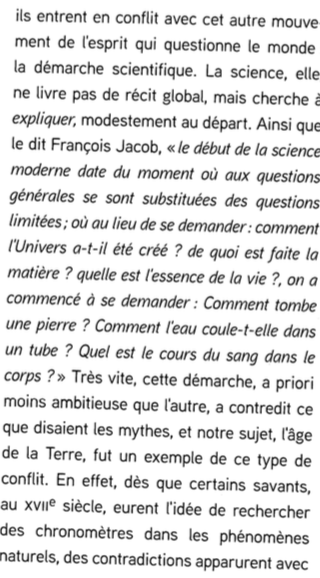 ils entrent en conflit avec cet autre mouve-
ment de l'esprit qui questionne le monde
la démarche scientifique. La science, elle
ne livre pas de récit global, mais cherche à
expliquer, modestement au départ. Ainsi que
le dit François Jacob, « le début de la science
moderne date du moment où aux questions
générales se sont substituées des questions
limitées ; où au lieu de se demander : comment
l'Univers a-t-il été créé ? de quoi est faite la
matière ? quelle est l'essence de la vie ?, on a
commencé à se demander : Comment tombe
une pierre ? Comment l'eau coule-t-elle dans
un tube ? Quel est le cours du sang dans le
corps ? » Très vite, cette démarche, a priori
moins ambitieuse que l'autre, a contredit ce
que disaient les mythes, et notre sujet, l'âge
de la Terre, fut un exemple de ce type de
conflit. En effet, dès que certains savants,
au XVIIe siècle, eurent l'idée de rechercher
des chronomètres dans les phénomènes
naturels, des contradictions apparurent avec